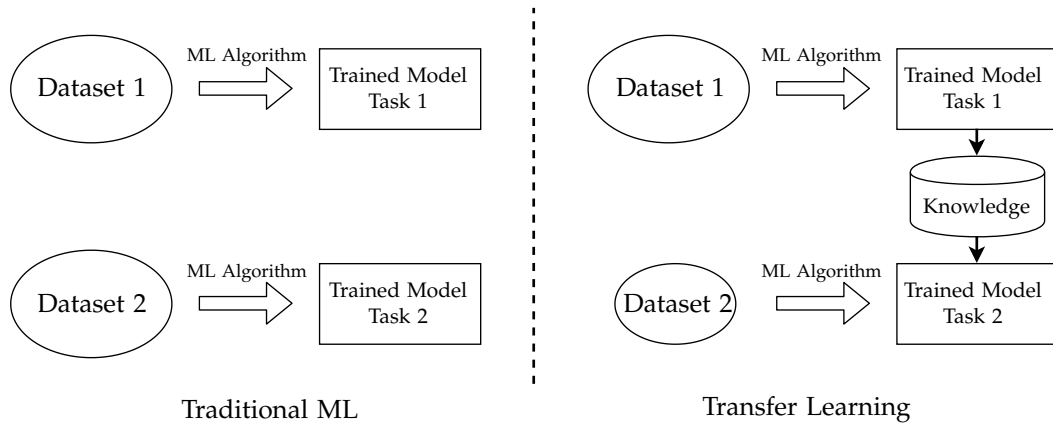 ML Algorithm
Dataset 1
Trained Model
Task 1
ML Algorithm
Dataset 2
Trained Model
Task 2
Traditional ML
ML Algorithm
Dataset 1
Trained Model
Task 1
Knowledge
ML Algorithm
Dataset 2
Trained Model
Task 2
Transfer Learning